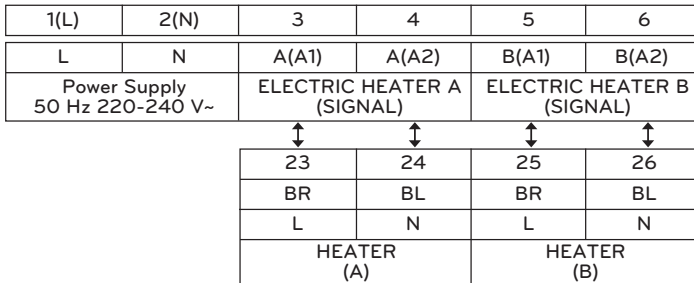 1(L) 2(N) 3 4 5 6
L N A(A1) A(A2) B(A1) B(A2)
Power Supply ELECTRIC HEATER A ELECTRIC HEATER B
50 Hz 220-240 V~ (SIGNAL) (SIGNAL)
23 24 25 26
BR BL BR BL
L N L N
HEATER HEATER
(A) (B)